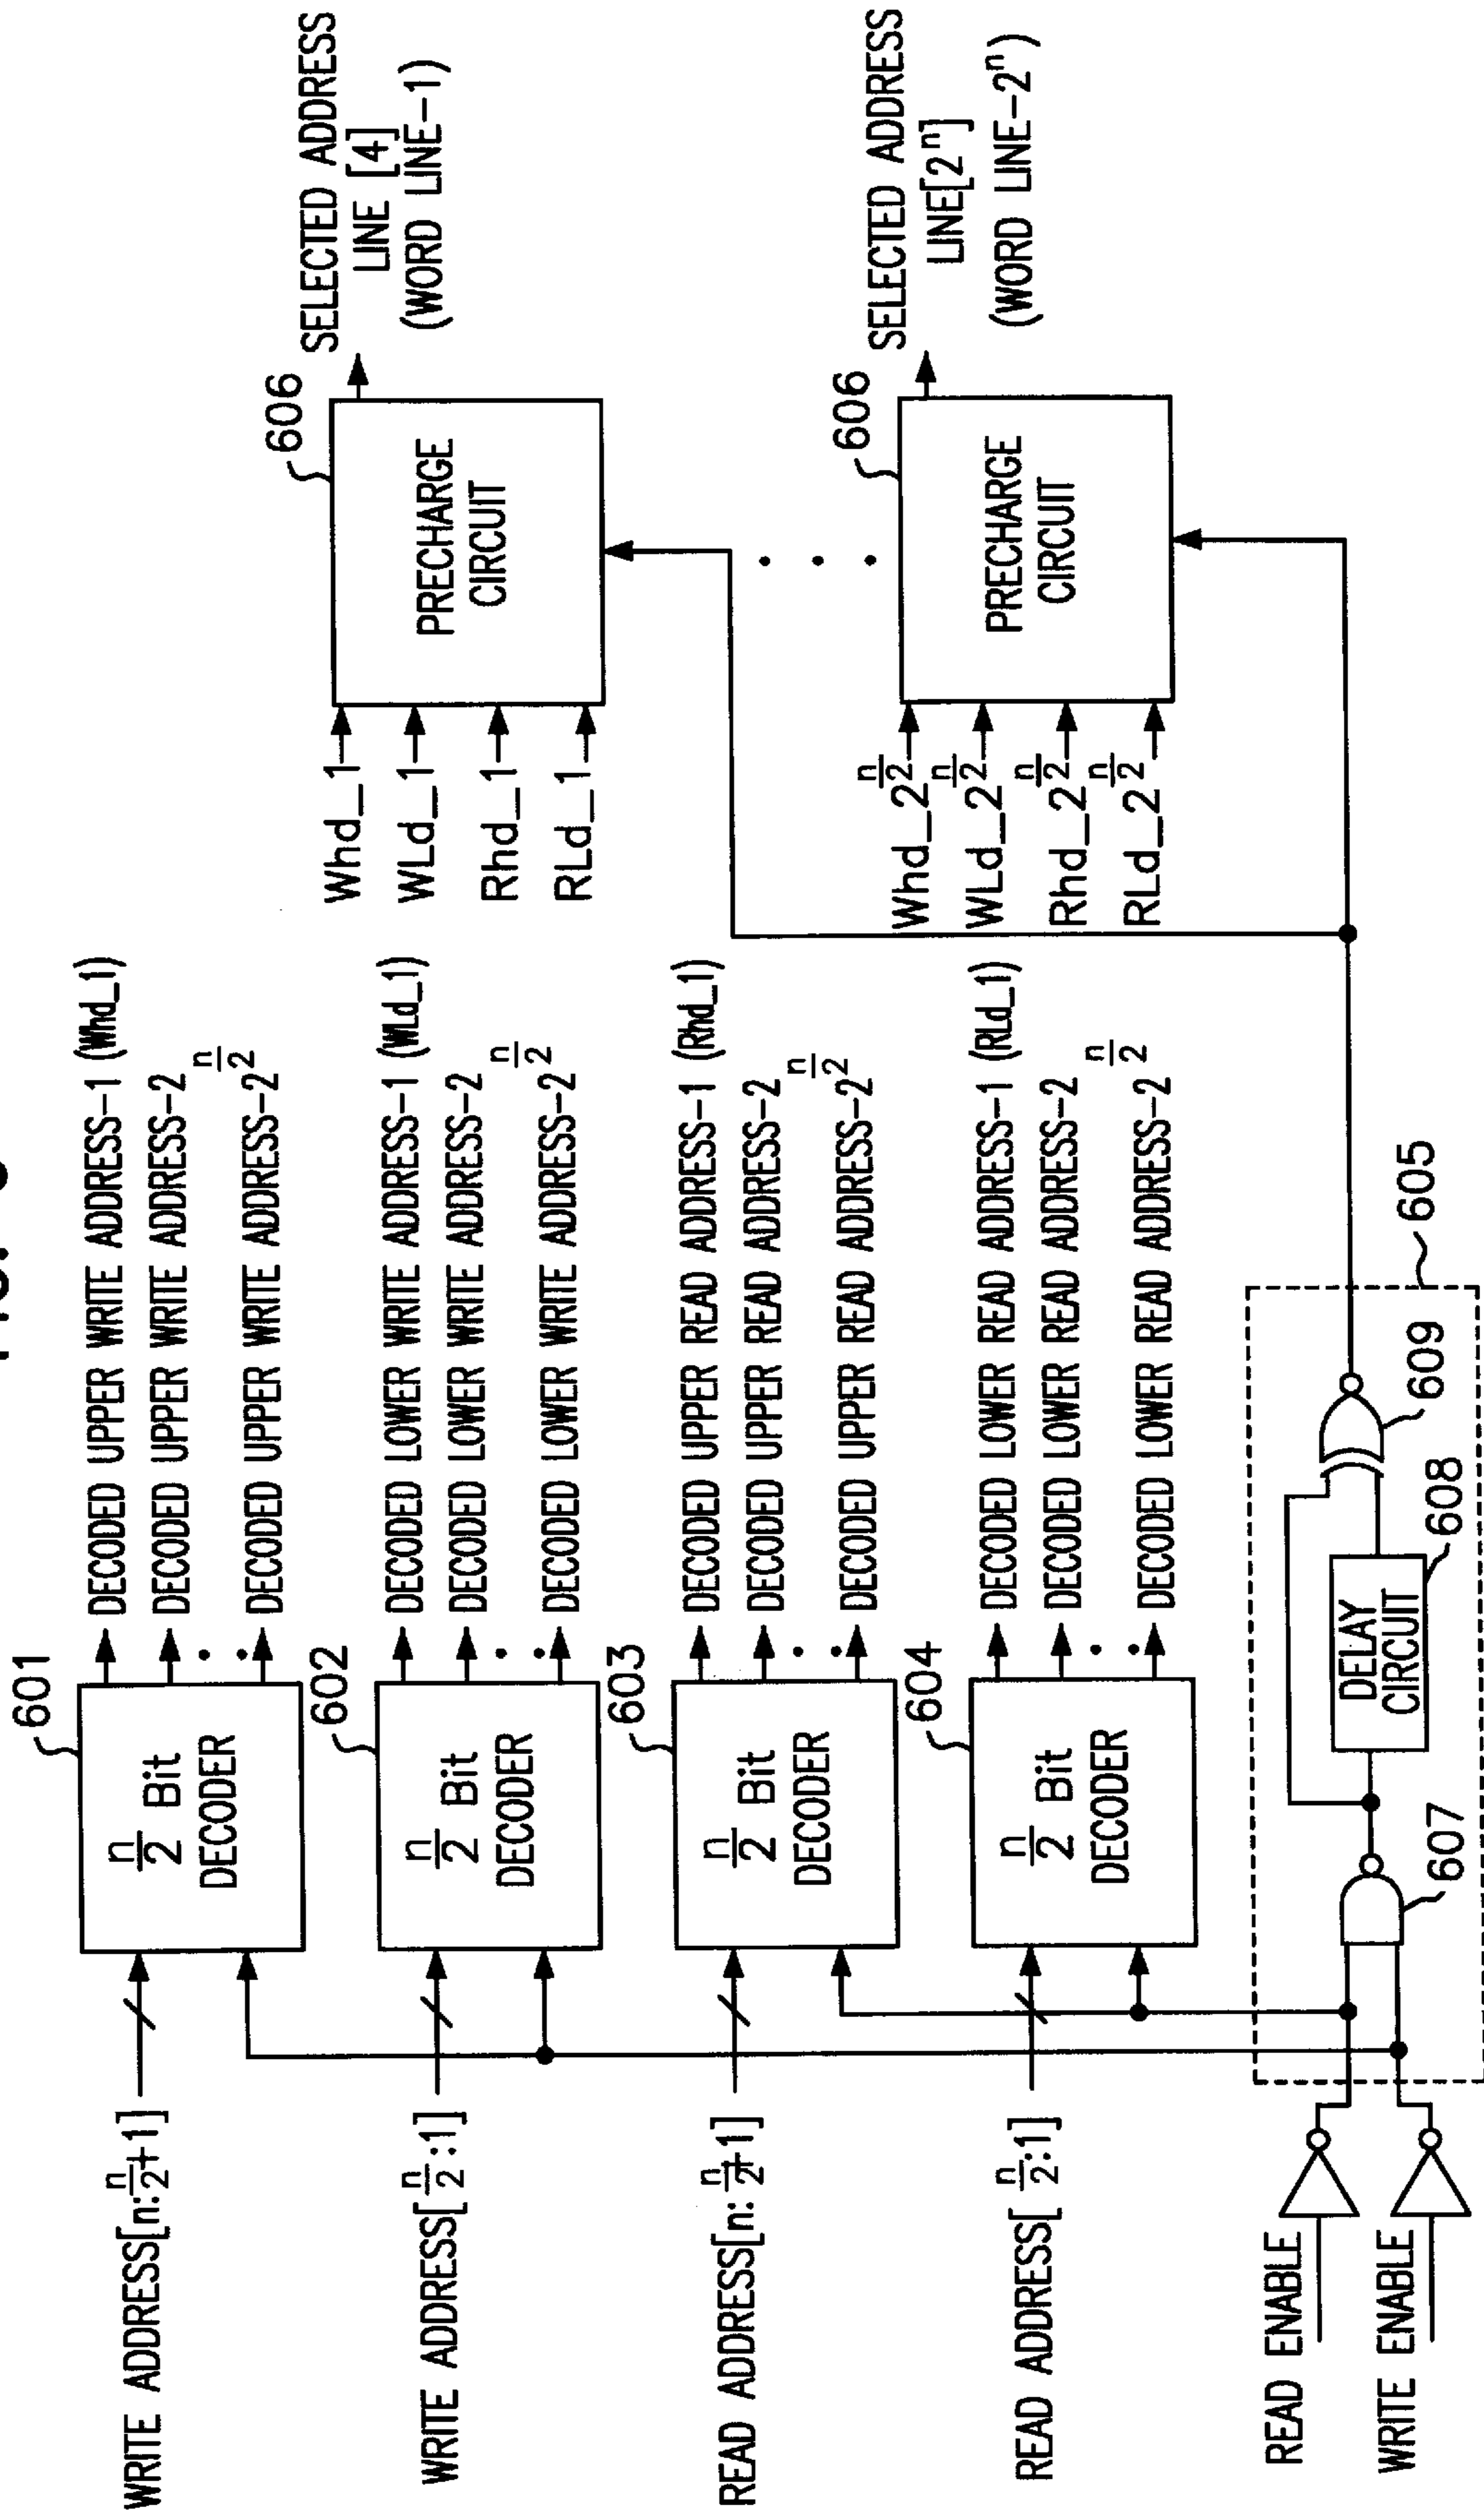 WRITE ADDRESS[n:n/2+1]
601
n/2 Bit
DECODER
DECODED UPPER WRITE ADDRESS-1 (Whd_1)
DECODED UPPER WRITE ADDRESS-2
DECODED UPPER WRITE ADDRESS-2^n/2
WRITE ADDRESS[n/2:1]
602
n/2 Bit
DECODER
DECODED LOWER WRITE ADDRESS-1 (WLd_1)
DECODED LOWER WRITE ADDRESS-2
DECODED LOWER WRITE ADDRESS-2^n/2
READ ADDRESS[n:n/2+1]
603
n/2 Bit
DECODER
DECODED UPPER READ ADDRESS-1 (Rhd_1)
DECODED UPPER READ ADDRESS-2
DECODED UPPER READ ADDRESS-2^n/2
READ ADDRESS[n/2:1]
604
n/2 Bit
DECODER
DECODED LOWER READ ADDRESS-1 (RLd_1)
DECODED LOWER READ ADDRESS-2
DECODED LOWER READ ADDRESS-2^n/2
READ ENABLE
WRITE ENABLE
607
DELAY
CIRCUIT
608
609
605
Whd_1
WLd_1
Rhd_1
RLd_1
PRECHARGE
CIRCUIT
606
SELECTED ADDRESS
LINE [4]
(WORD LINE-1)
Whd_2^n/2
WLd_2^n/2
Rhd_2^n/2
RLd_2^n/2
PRECHARGE
CIRCUIT
606
SELECTED ADDRESS
LINE[2^n]
(WORD LINE-2^n)